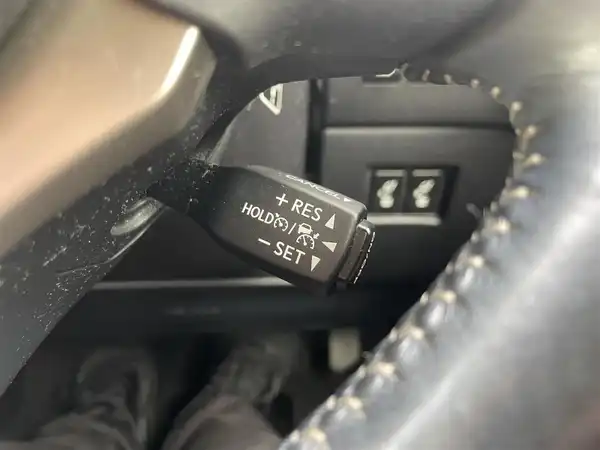 CANCEL
+ RES
HOLD /
− SET